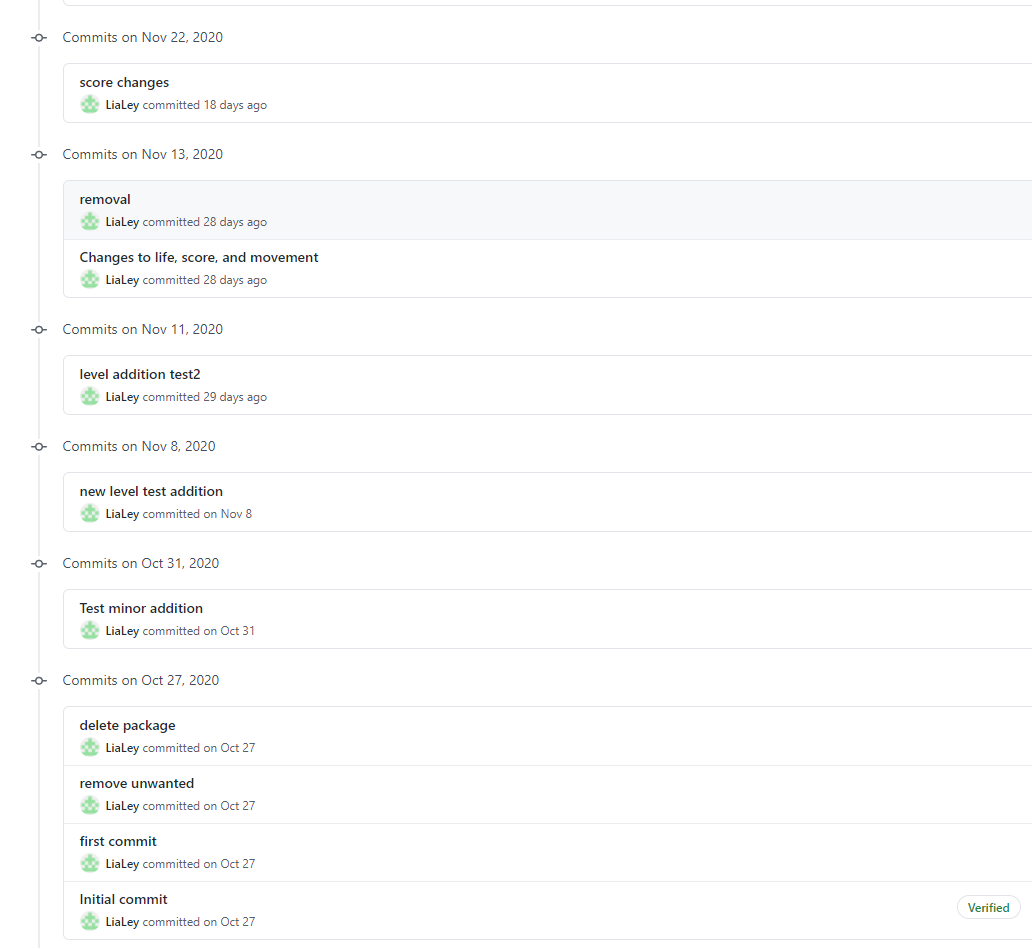 Commits on Nov 22, 2020
score changes
LiaLey committed 18 days ago
Commits on Nov 13, 2020
removal
LiaLey committed 28 days ago
Changes to life, score, and movement
LiaLey committed 28 days ago
Commits on Nov 11, 2020
level addition test2
LiaLey committed 29 days ago
Commits on Nov 8, 2020
new level test addition
LiaLey committed on Nov 8
Commits on Oct 31, 2020
Test minor addition
LiaLey committed on Oct 31
Commits on Oct 27, 2020
delete package
LiaLey committed on Oct 27
remove unwanted
LiaLey committed on Oct 27
first commit
LiaLey committed on Oct 27
Initial commit
Verified
LiaLey committed on Oct 27